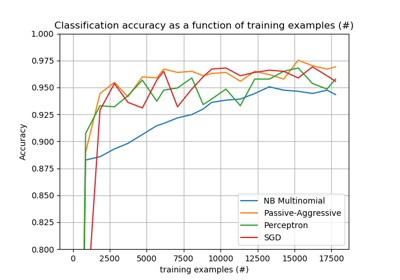 Classification accuracy as a function of training examples (#)
1.000
0.975
0.950
0.925
0.900
0.875
0.850
0.825
0.800
Accuracy
NB Multinomial
Passive-Aggressive
Perceptron
SGD
0 2500 5000 7500 10000 12500 15000 17500
training examples (#)